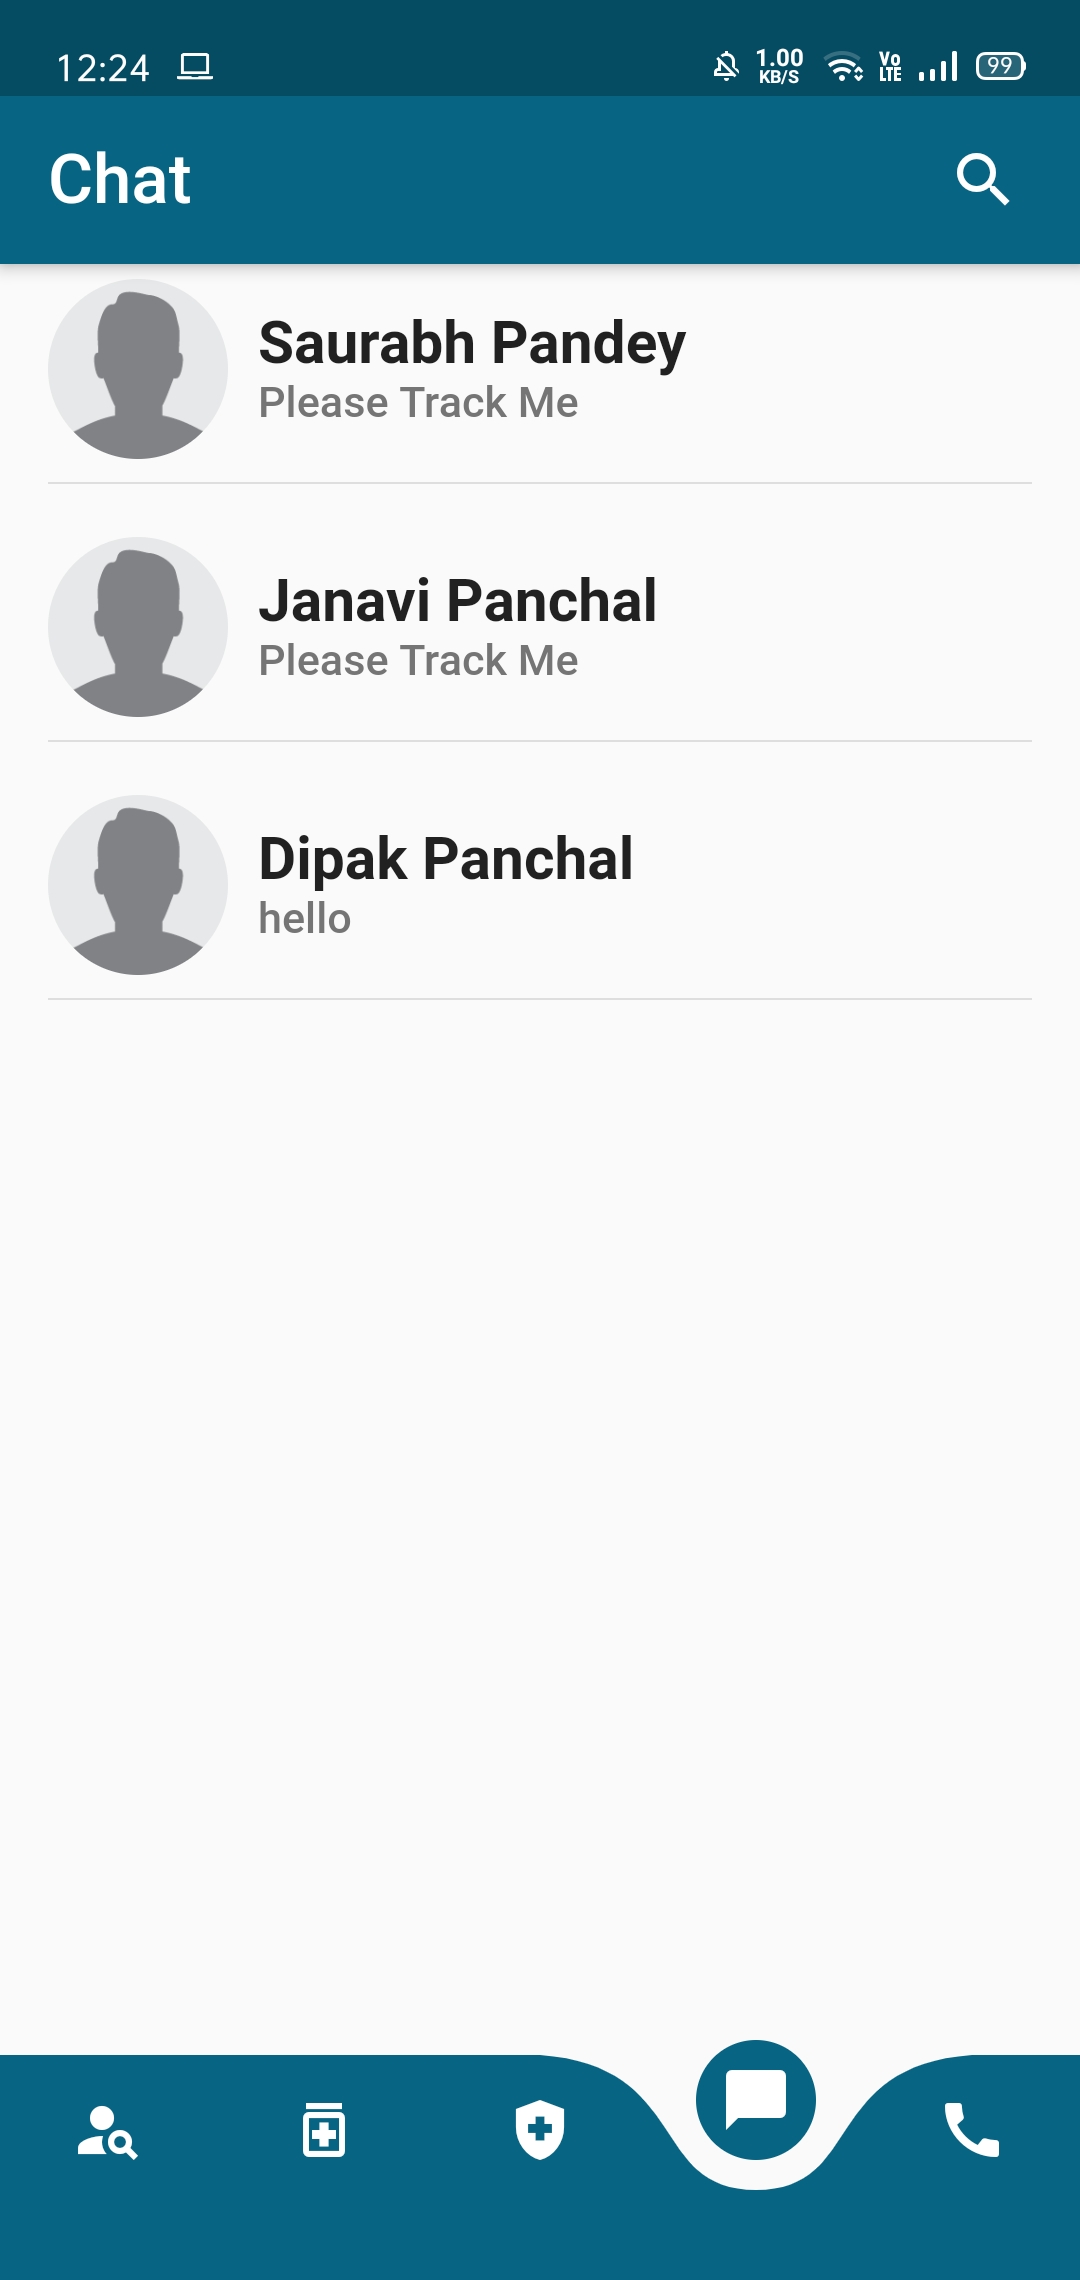 12:24
1.00
KB/S
Vo
LTE
99
Chat
Saurabh Pandey
Please Track Me
Janavi Panchal
Please Track Me
Dipak Panchal
hello